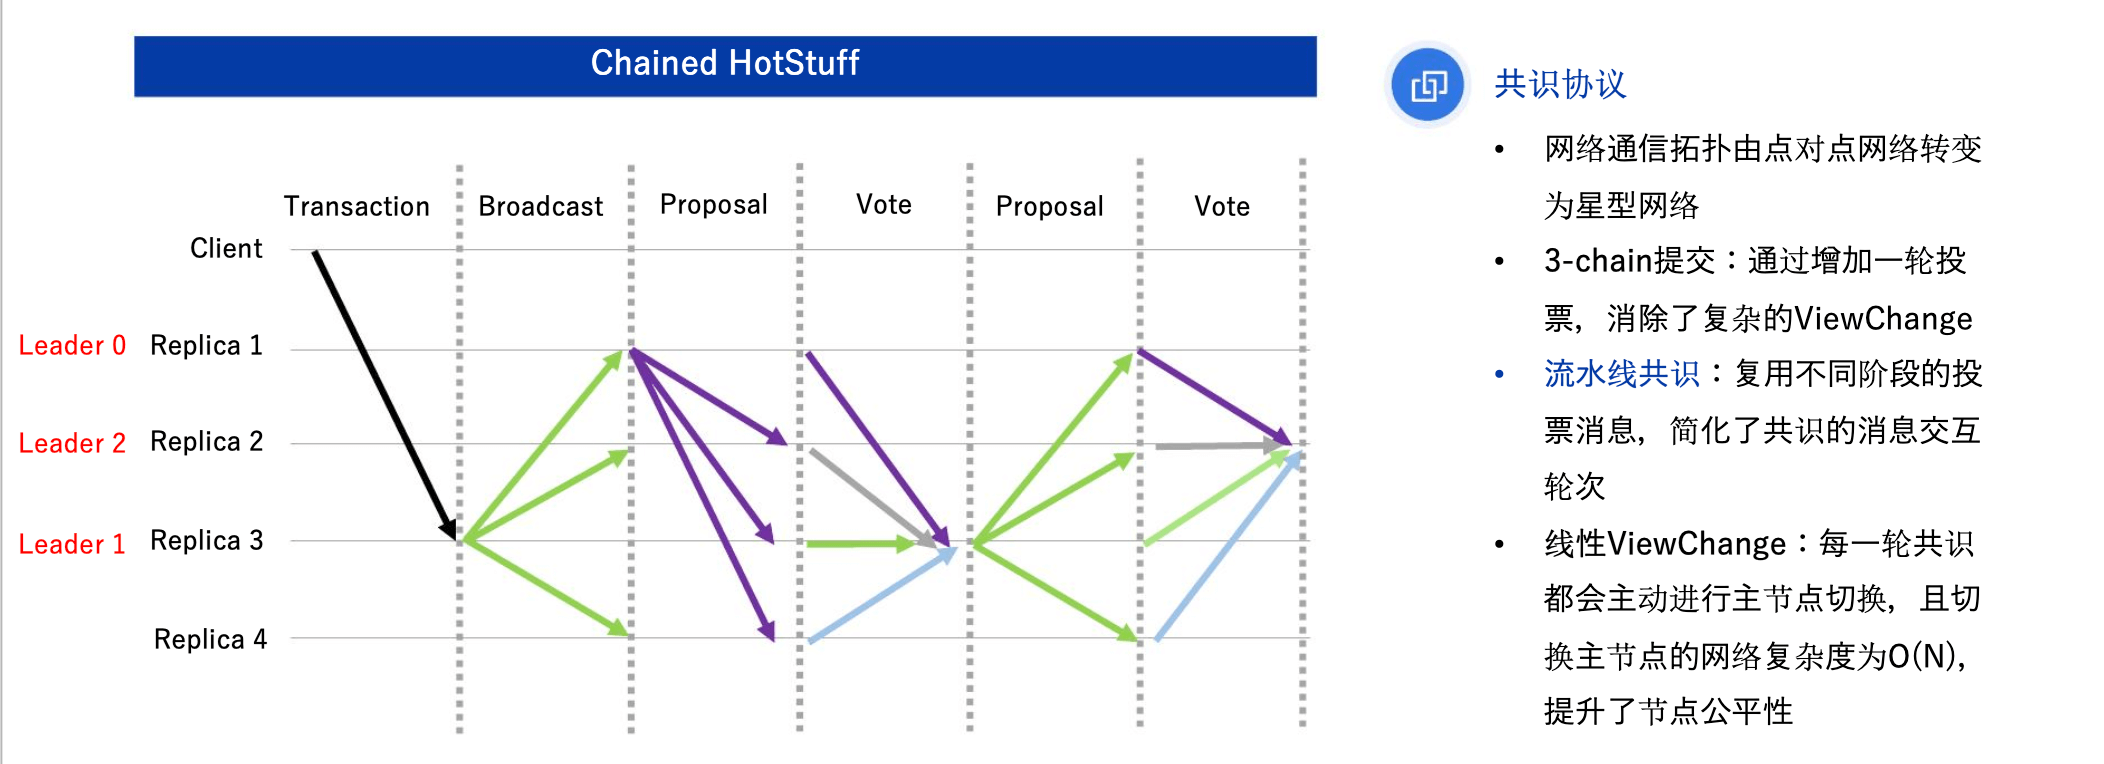 Chained HotStuff
Transaction
Broadcast
Proposal
Vote
Proposal
Vote
Client
Leader 0 Replica 1
Leader 2 Replica 2
Leader 1 Replica 3
Replica 4
共识协议
• 网络通信拓扑由点对点网络转变
为星型网络
• 3-chain提交：通过增加一轮投
票，消除了复杂的ViewChange
• 流水线共识：复用不同阶段的投
票消息，简化了共识的消息交互
轮次
• 线性ViewChange：每一轮共识
都会主动进行主节点切换，且切
换主节点的网络复杂度为O(N)，
提升了节点公平性